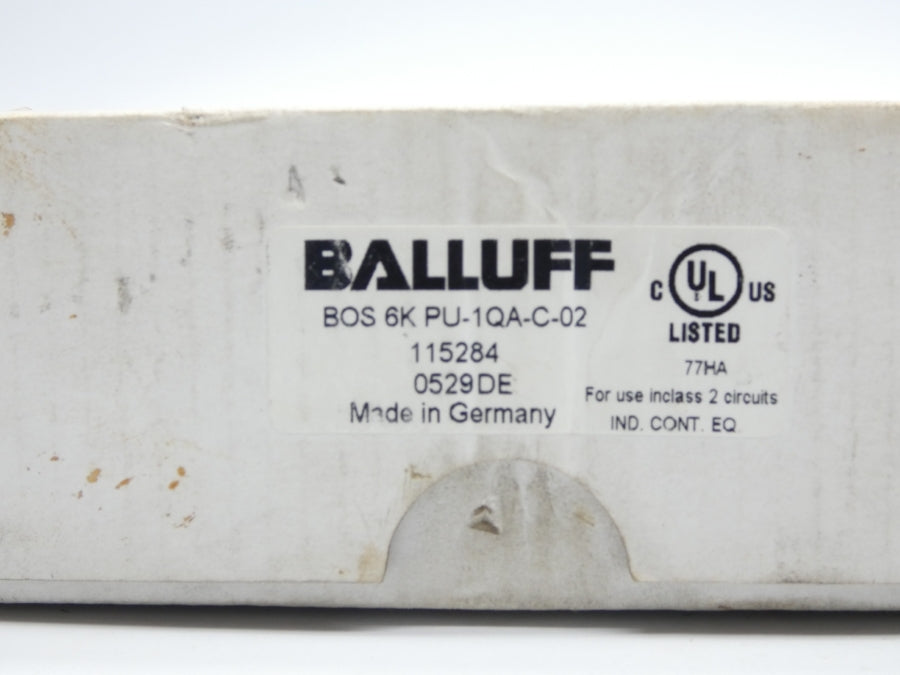 BALLUFF
BOS 6K PU-1QA-C-02
115284
0529DE
Made in Germany
C UL US
LISTED
77HA
For use inclass 2 circuits
IND. CONT. EQ.